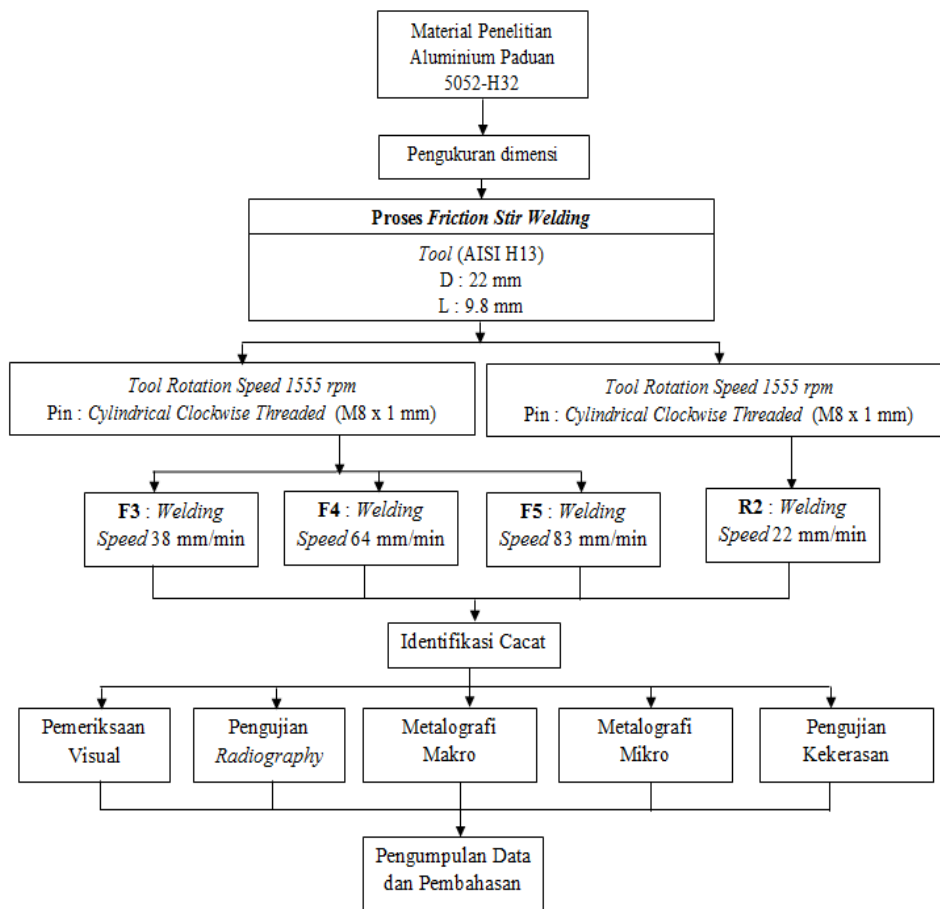 Material Penelitian
Aluminium Paduan
5052-H32
Pengukuran dimensi
Proses Friction Stir Welding
Tool (AISI H13)
D : 22 mm
L : 9.8 mm
Tool Rotation Speed 1555 rpm
Pin : Cylindrical Clockwise Threaded (M8 x 1 mm)
Tool Rotation Speed 1555 rpm
Pin : Cylindrical Clockwise Threaded (M8 x 1 mm)
F3 : Welding
Speed 38 mm/min
F4 : Welding
Speed 64 mm/min
F5 : Welding
Speed 83 mm/min
R2 : Welding
Speed 22 mm/min
Identifikasi Cacat
Pemeriksaan
Visual
Pengujian
Radiography
Metalografi
Makro
Metalografi
Mikro
Pengujian
Kekerasan
Pengumpulan Data
dan Pembahasan